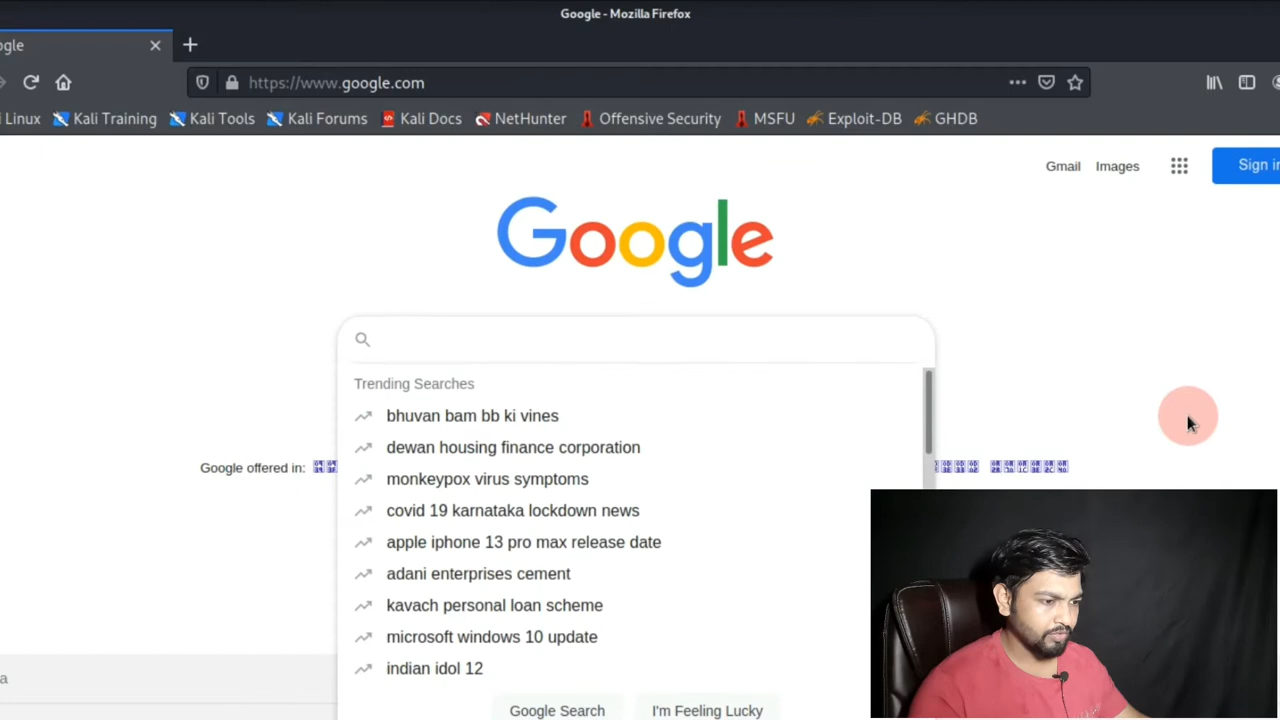 Google - Mozilla Firefox
ogle
https://www.google.com
i Linux Kali Training Kali Tools Kali Forums Kali Docs NetHunter Offensive Security MSFU Exploit-DB GHDB
Gmail Images Sign in
Google
Trending Searches
bhuvan bam bb ki vines
dewan housing finance corporation
Google offered in:
monkeypox virus symptoms
covid 19 karnataka lockdown news
apple iphone 13 pro max release date
adani enterprises cement
kavach personal loan scheme
microsoft windows 10 update
indian idol 12
a
Google Search I'm Feeling Lucky